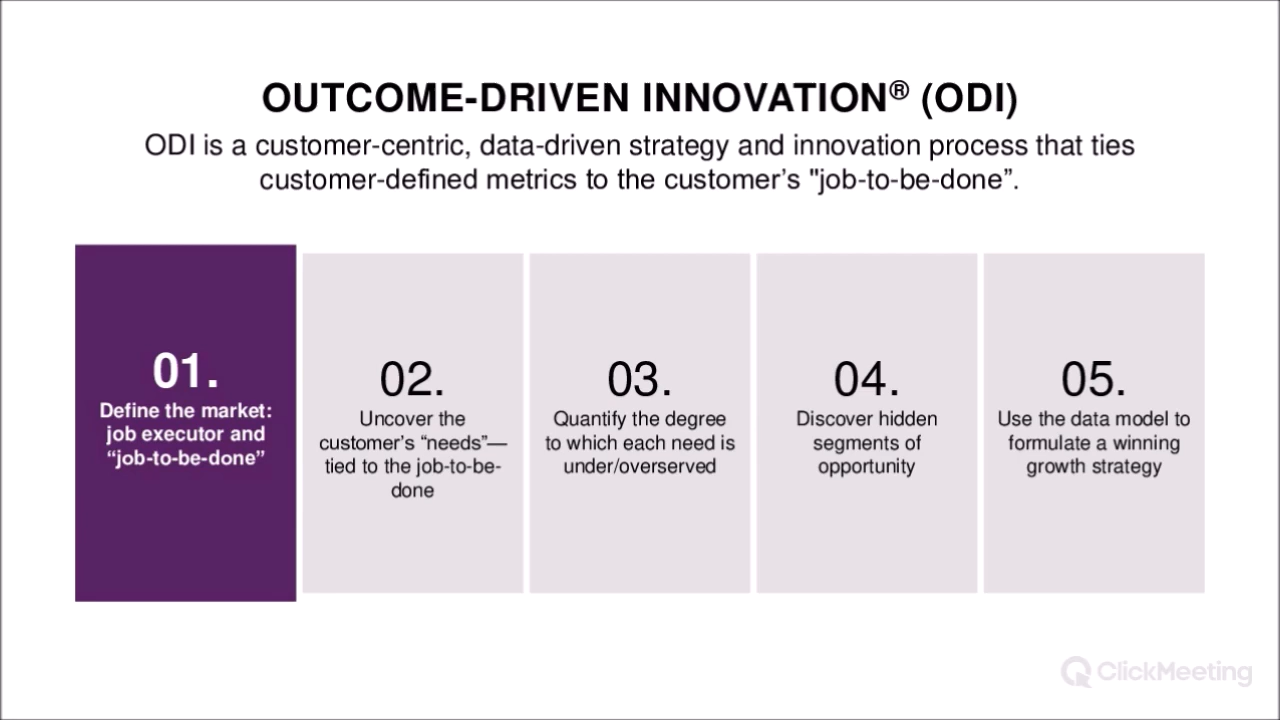 OUTCOME-DRIVEN INNOVATION® (ODI)
ODI is a customer-centric, data-driven strategy and innovation process that ties
customer-defined metrics to the customer’s "job-to-be-done”.
01.
Define the market:
job executor and
“job-to-be-done”
02.
Uncover the
customer’s “needs”—
tied to the job-to-be-
done
03.
Quantify the degree
to which each need is
under/overserved
04.
Discover hidden
segments of
opportunity
05.
Use the data model to
formulate a winning
growth strategy
ClickMeeting